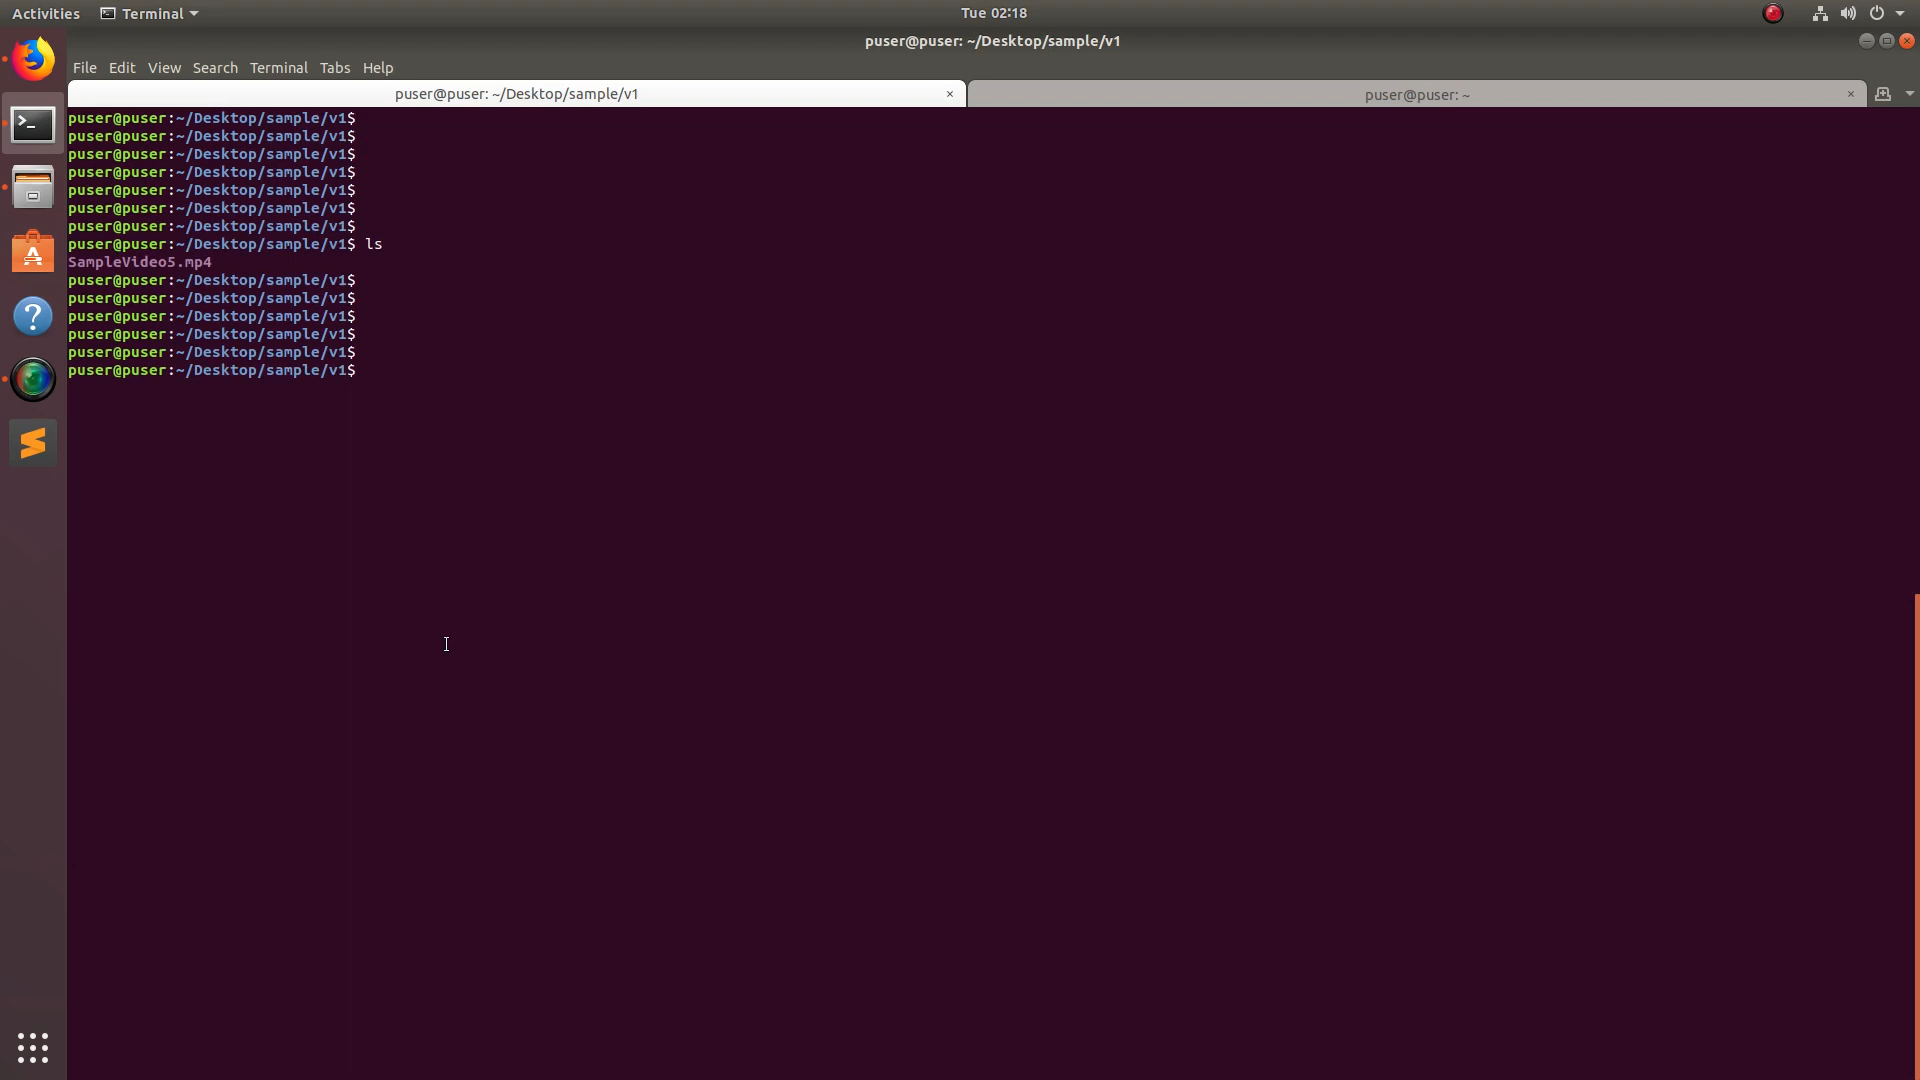 Activities Terminal Tue 02:18
puser@puser: ~/Desktop/sample/v1
File Edit View Search Terminal Tabs Help
puser@puser: ~/Desktop/sample/v1 × puser@puser: ~ ×
puser@puser:~/Desktop/sample/v1$
puser@puser:~/Desktop/sample/v1$
puser@puser:~/Desktop/sample/v1$
puser@puser:~/Desktop/sample/v1$
puser@puser:~/Desktop/sample/v1$
puser@puser:~/Desktop/sample/v1$
puser@puser:~/Desktop/sample/v1$
puser@puser:~/Desktop/sample/v1$ ls
SampleVideo5.mp4
puser@puser:~/Desktop/sample/v1$
puser@puser:~/Desktop/sample/v1$
puser@puser:~/Desktop/sample/v1$
puser@puser:~/Desktop/sample/v1$
puser@puser:~/Desktop/sample/v1$
puser@puser:~/Desktop/sample/v1$